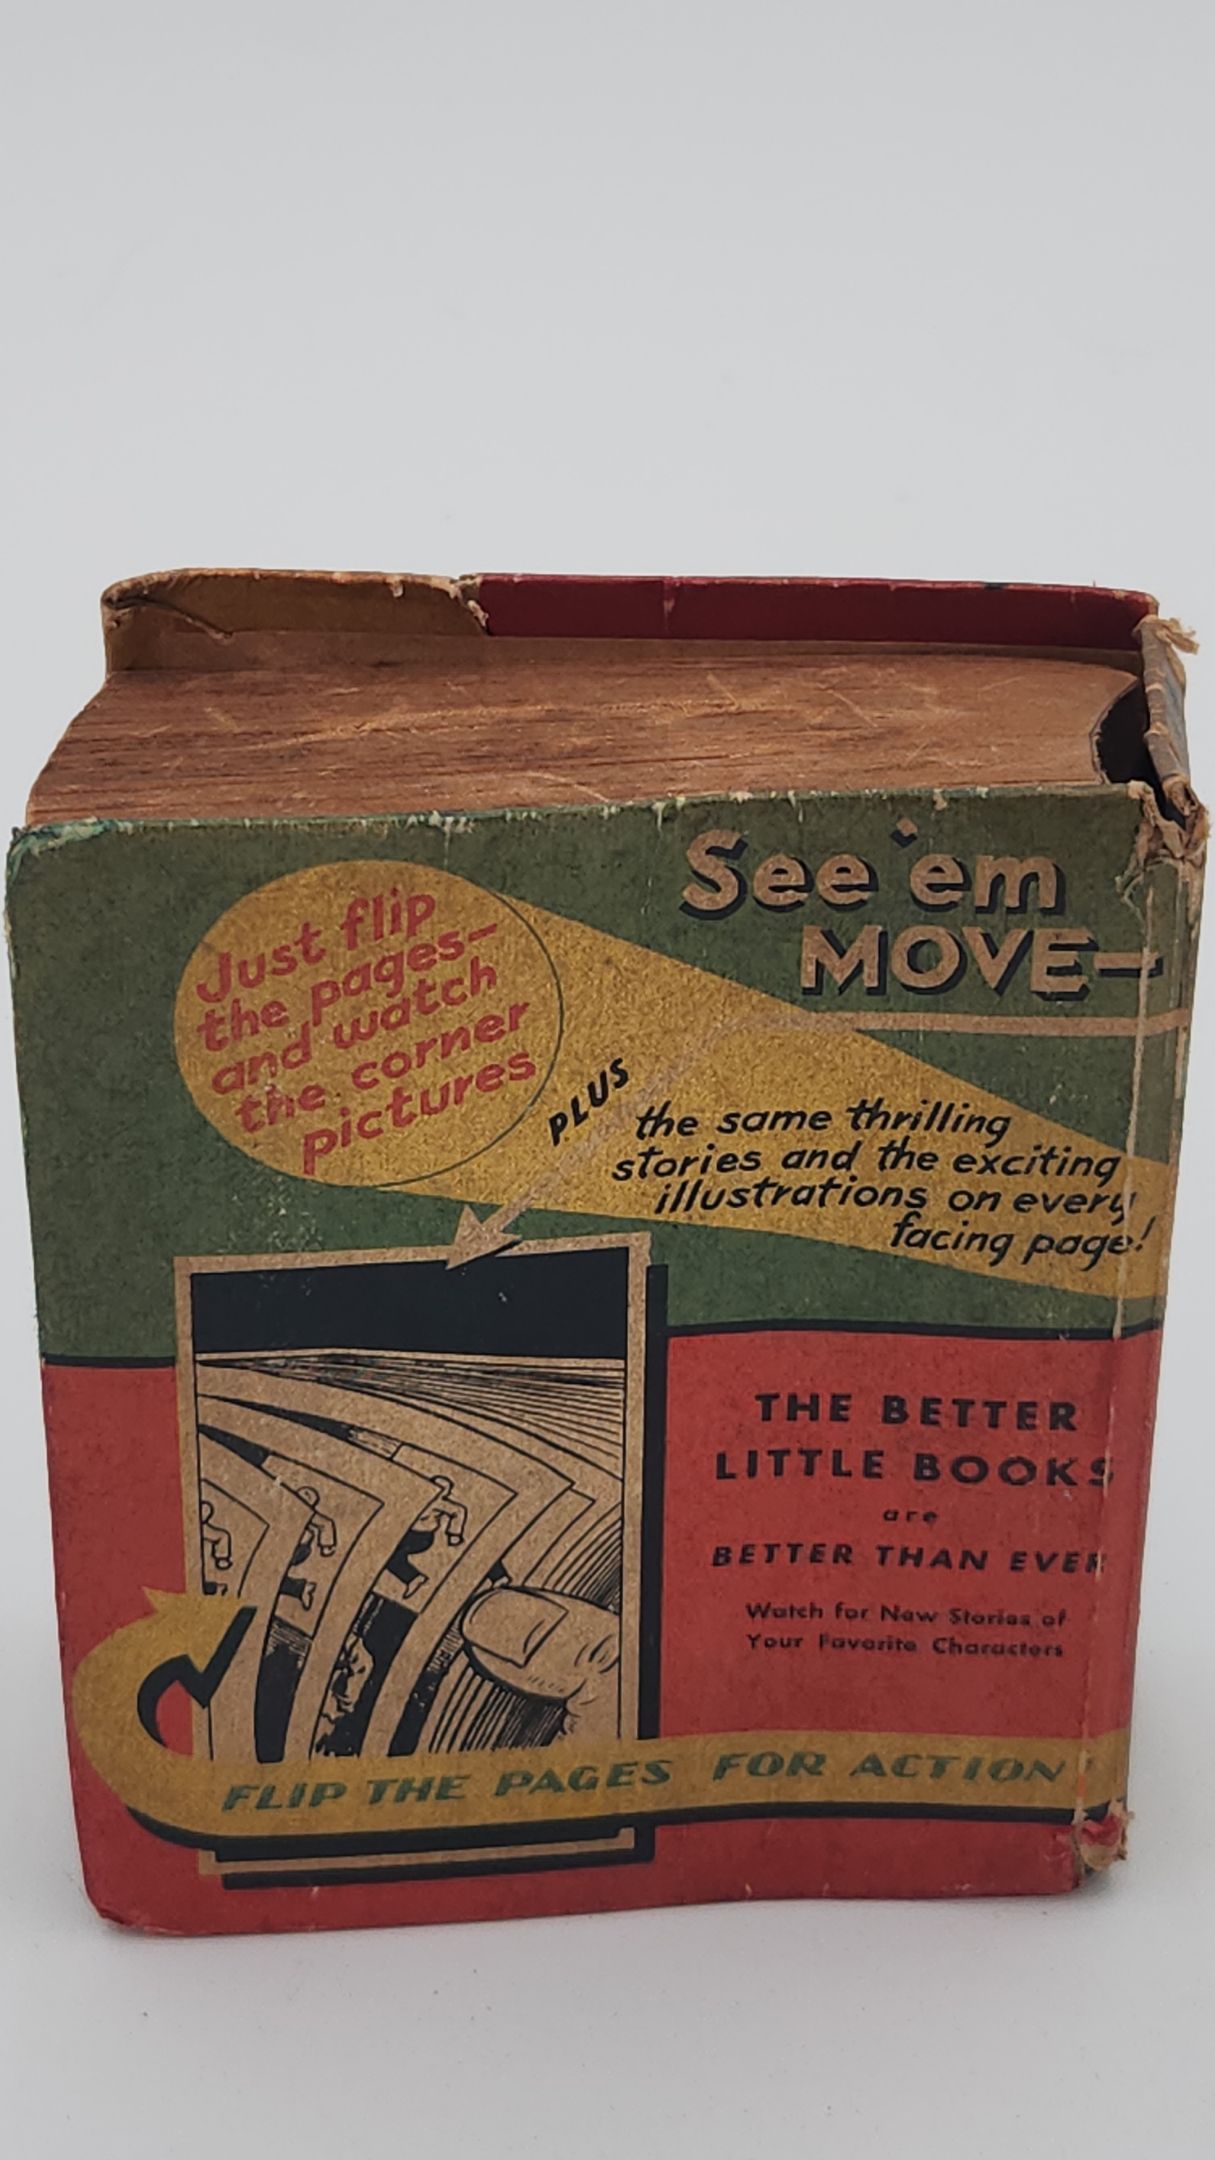 See 'em
MOVE—
Just flip
the pages—
and watch
the corner
pictures
PLUS
the same thrilling
stories and the exciting
illustrations on every
facing page!
THE BETTER
LITTLE BOOKS
are
BETTER THAN EVER
Watch for New Stories of
Your Favorite Characters
FLIP THE PAGES FOR ACTION!